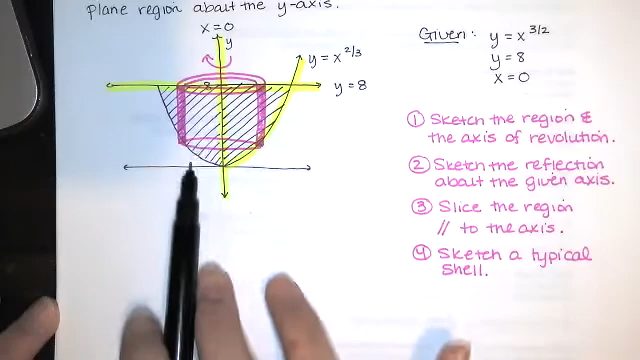 plane region about the y-axis.
x=0
y
y = x^{2/3}
8
y = 8
Given: y = x^{3/2}
y = 8
x = 0
① Sketch the region &
the axis of revolution.
② Sketch the reflection
about the given axis.
③ Slice the region
// to the axis.
④ Sketch a typical
shell.